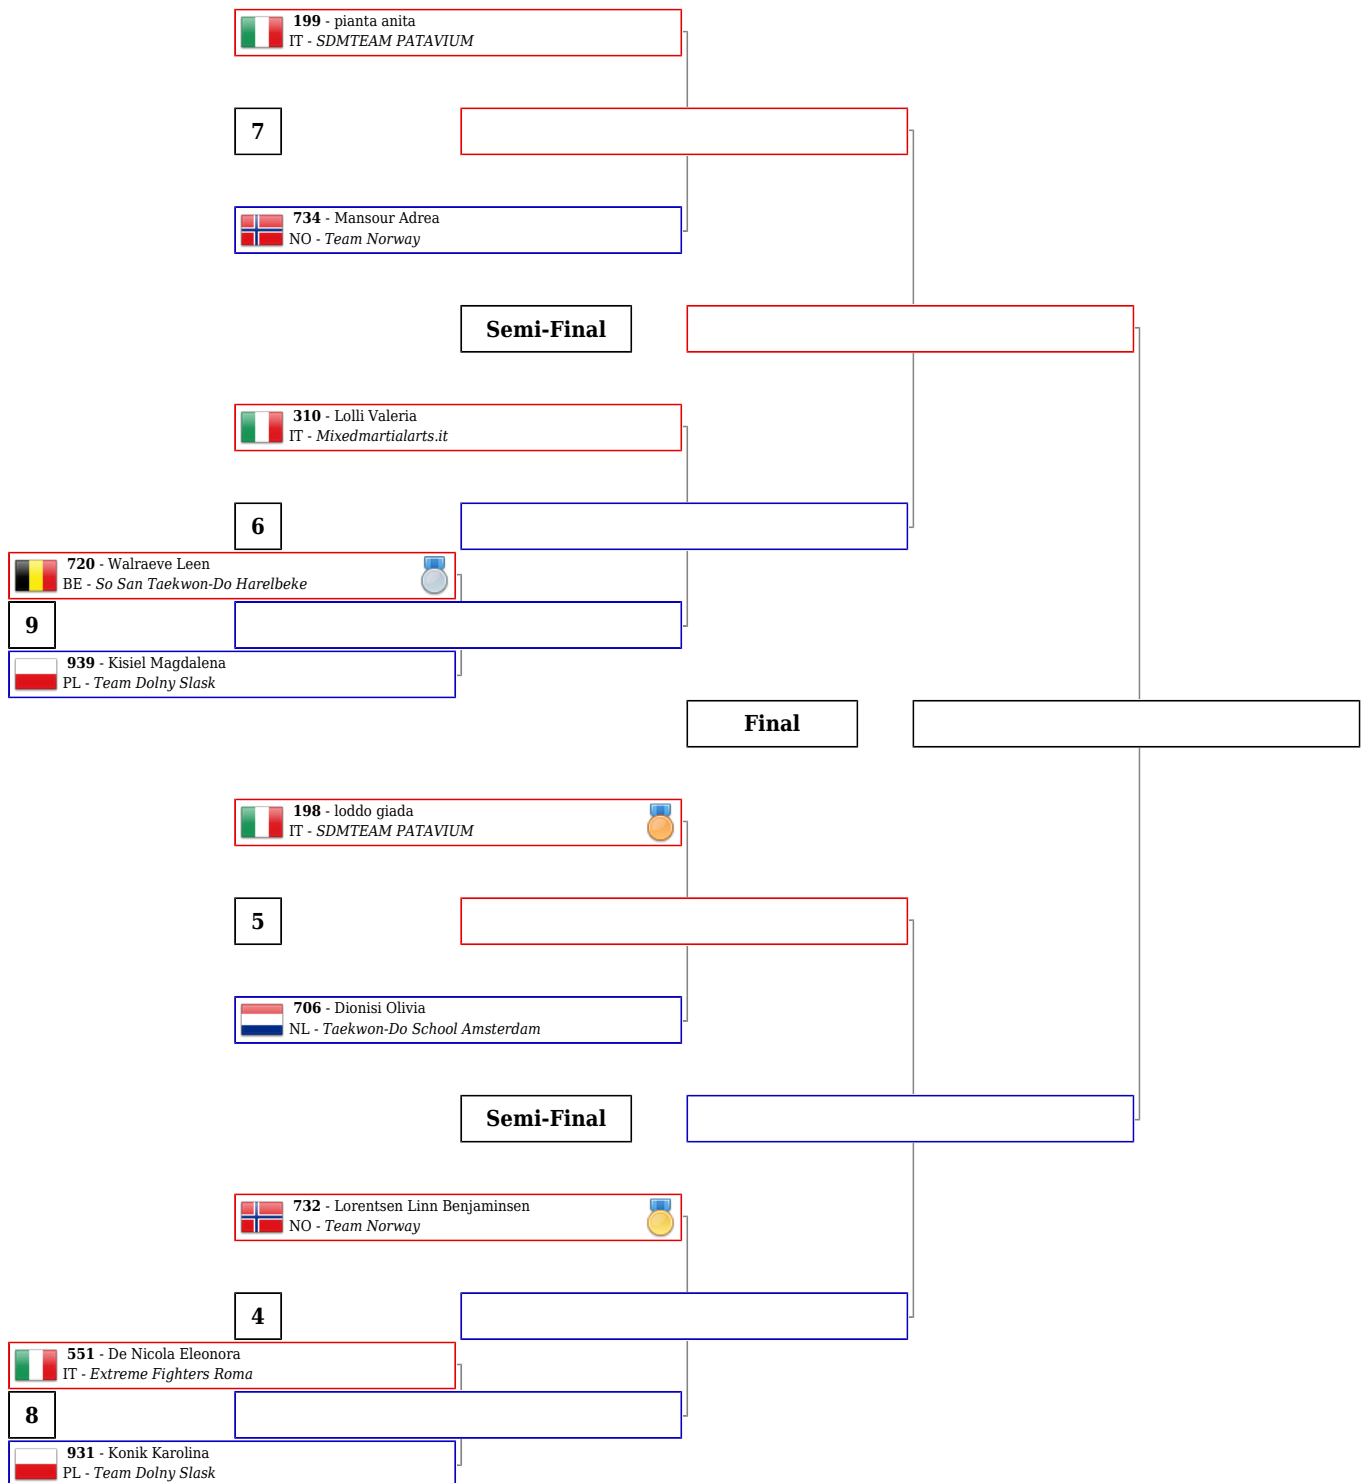 199 - pianta anita
IT - SDMTEAM PATAVIUM
7
734 - Mansour Adrea
NO - Team Norway
Semi-Final
310 - Lolli Valeria
IT - Mixedmartialarts.it
6
720 - Walraeve Leen
BE - So San Taekwon-Do Harelbeke
9
939 - Kisiel Magdalena
PL - Team Dolny Slask
Final
198 - loddo giada
IT - SDMTEAM PATAVIUM
5
706 - Dionisi Olivia
NL - Taekwon-Do School Amsterdam
Semi-Final
732 - Lorentsen Linn Benjaminsen
NO - Team Norway
4
551 - De Nicola Eleonora
IT - Extreme Fighters Roma
8
931 - Konik Karolina
PL - Team Dolny Slask